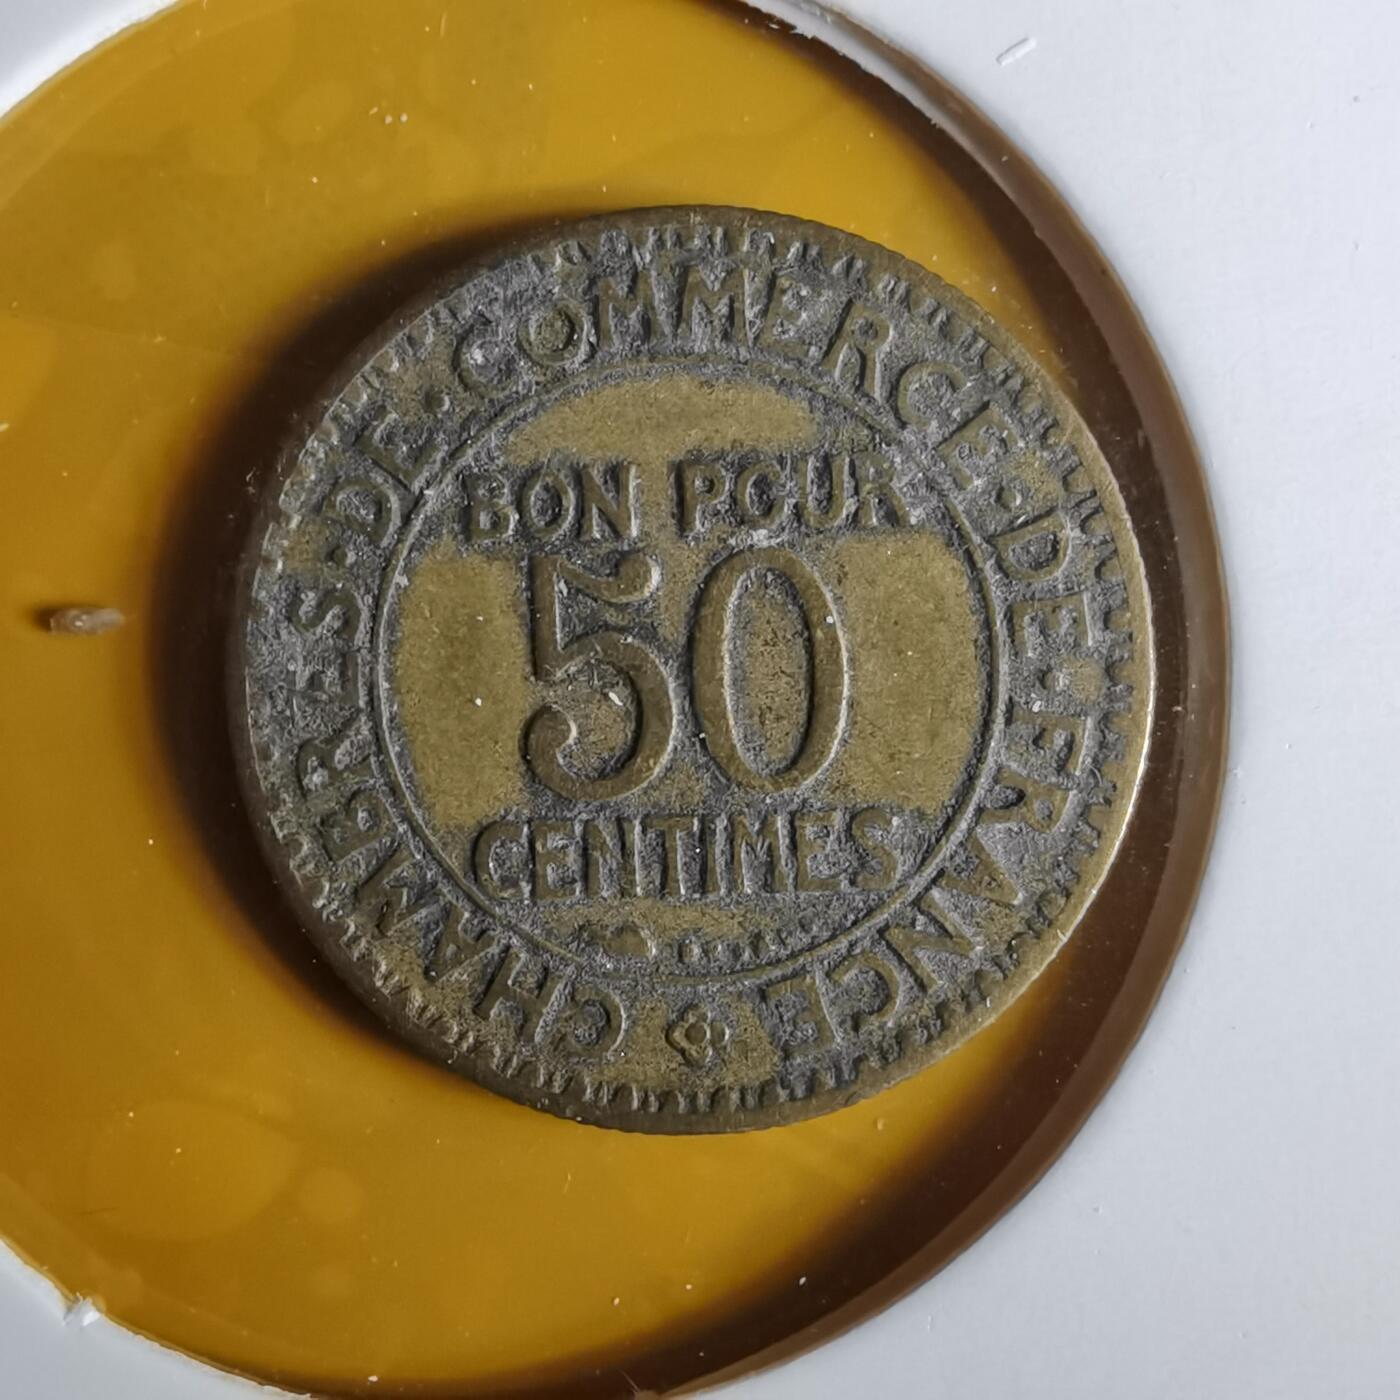 CHAMBRES·DE·COMMERCE·DE·FRANCE
BON POUR
50
CENTIMES